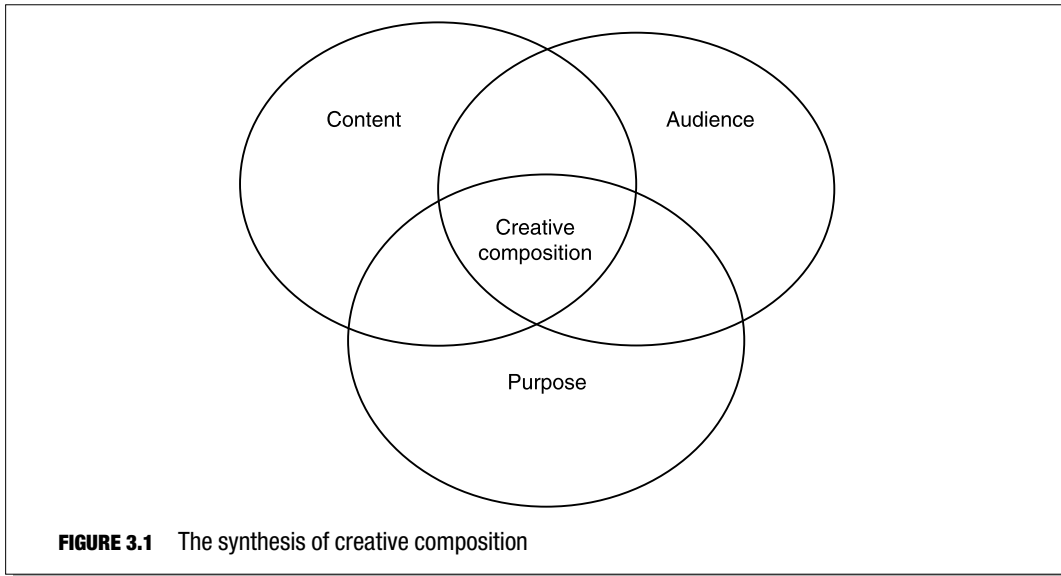 Content
Audience
Creative
composition
Purpose
FIGURE 3.1 The synthesis of creative composition